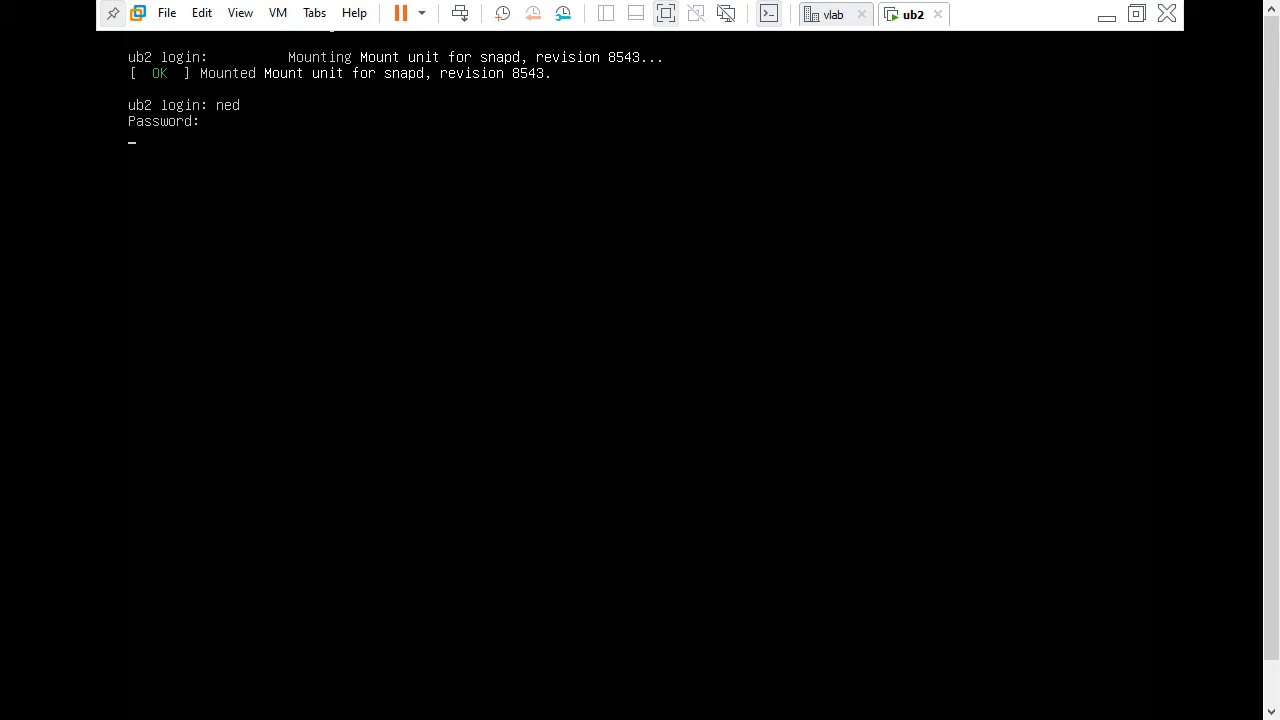 File Edit View VM Tabs Help vlab ub2
ub2 login: Mounting Mount unit for snapd, revision 8543...
[ OK ] Mounted Mount unit for snapd, revision 8543.
ub2 login: ned
Password: